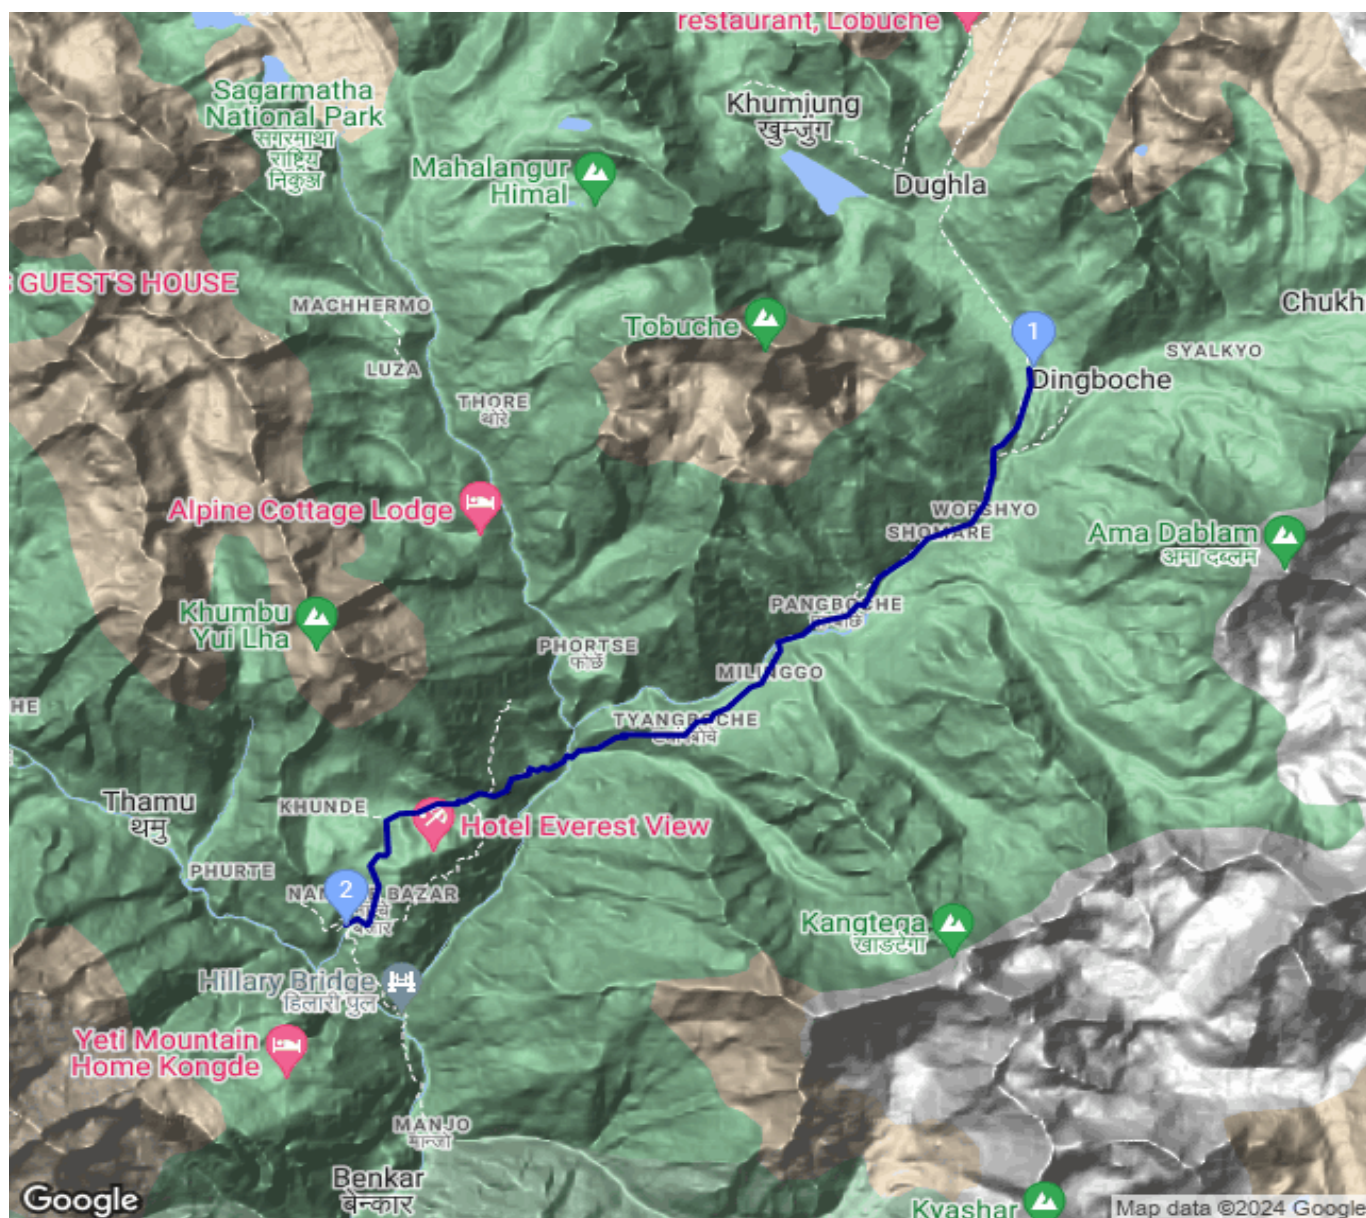 restaurant, Lobuche
Sagarmatha
National Park
सगरमाथा
राष्ट्रिय
निकुञ्ज
Khumjung
खुम्जुंग
Mahalangur
Himal
Dughla
GUEST'S HOUSE
MACHHERMO
Chukh
Tobuche
1
SYALKYO
LUZA
Dingboche
THORE
थोरे
Alpine Cottage Lodge
WORSHYO
SHOMARE
Ama Dablam
अमा दब्लम
Khumbu
Yui Lha
PANGBOCHE
PHORTSE
फोर्छे
MILINGGO
HE
TYANGBOCHE
Thamu
थमु
KHUNDE
Hotel Everest View
PHURTE
2
BAZAR
Kangtega
खाङटेगा
Hillary Bridge
हिलारी पुल
Yeti Mountain
Home Kongde
MANJO
मान्जो
Benkar
बेन्कार
Kyashar
Google
Map data ©2024 Google